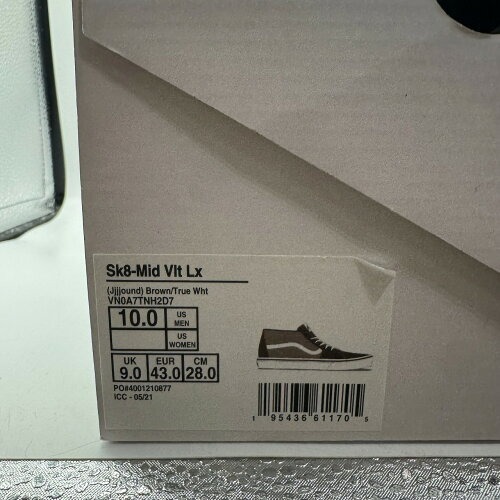 Sk8-Mid Vlt Lx
(Jjjjound) Brown/True Wht
VN0A7TNH2D7
10.0 US MEN
US WOMEN
UK EUR CM
9.0 43.0 28.0
PO#4001210877
ICC - 05/21
1 95436 61170 5